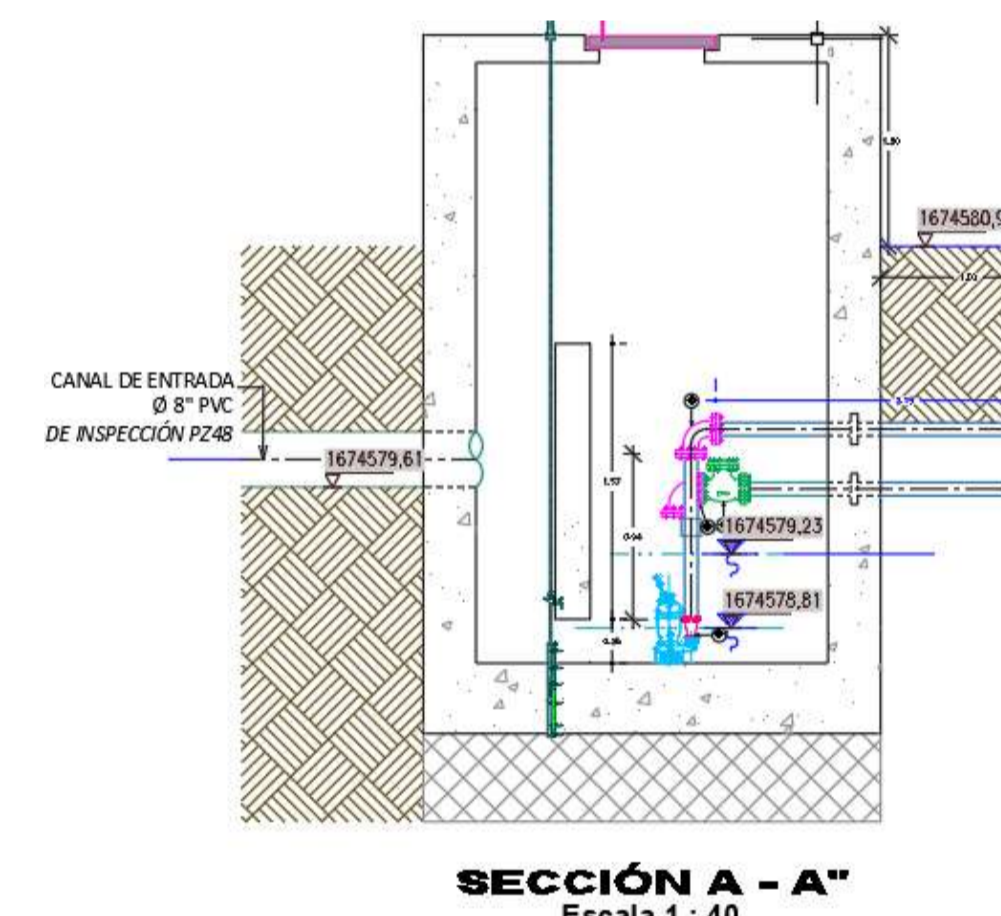 1674580,9
CANAL DE ENTRADA
Ø 8" PVC
DE INSPECCIÓN PZ48
1674579,61
1674579,23
1674578,81
SECCIÓN A - A"
Escala 1 : 40